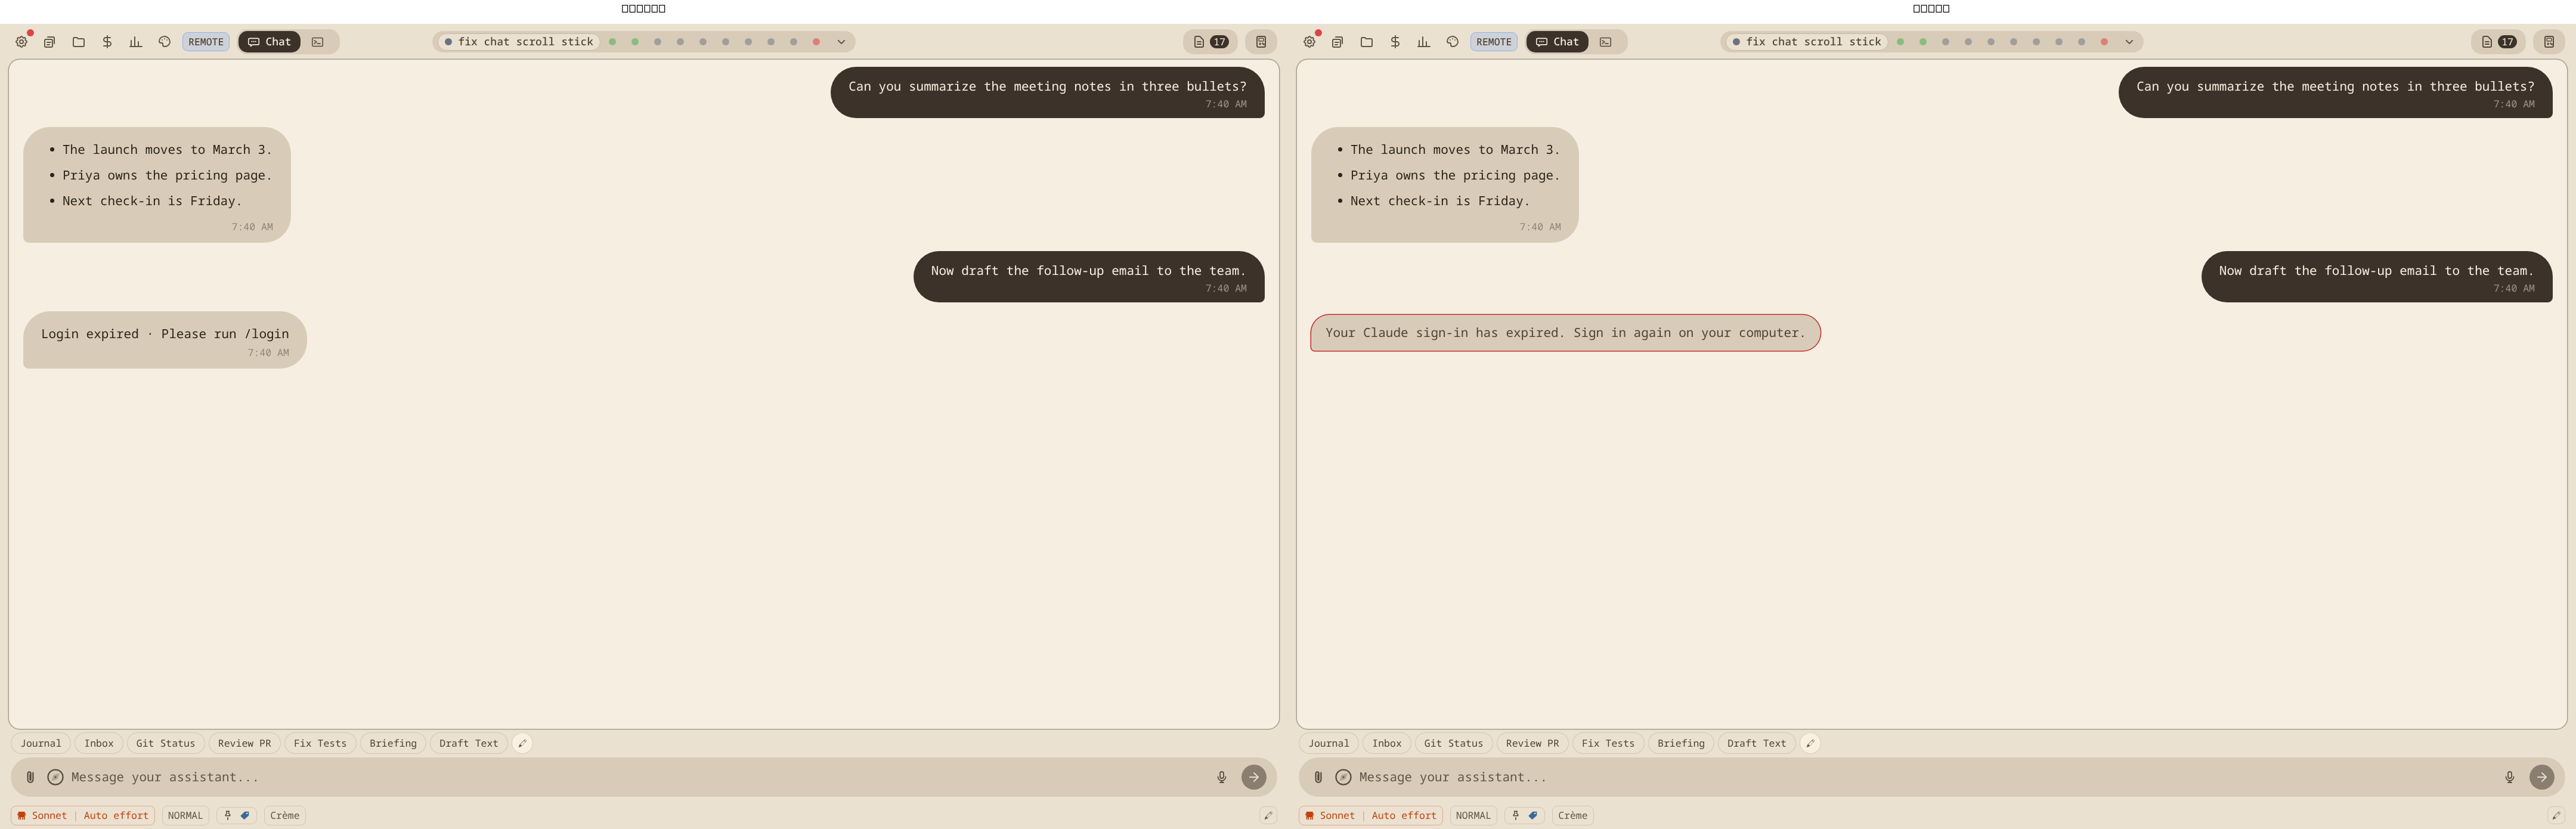 REMOTE Chat fix chat scroll stick 17
Can you summarize the meeting notes in three bullets?
7:40 AM
• The launch moves to March 3.
• Priya owns the pricing page.
• Next check-in is Friday.
7:40 AM
Now draft the follow-up email to the team.
7:40 AM
Login expired · Please run /login
7:40 AM
Journal Inbox Git Status Review PR Fix Tests Briefing Draft Text
Message your assistant...
Sonnet | Auto effort NORMAL Crème
REMOTE Chat fix chat scroll stick 17
Can you summarize the meeting notes in three bullets?
7:40 AM
• The launch moves to March 3.
• Priya owns the pricing page.
• Next check-in is Friday.
7:40 AM
Now draft the follow-up email to the team.
7:40 AM
Your Claude sign-in has expired. Sign in again on your computer.
Journal Inbox Git Status Review PR Fix Tests Briefing Draft Text
Message your assistant...
Sonnet | Auto effort NORMAL Crème